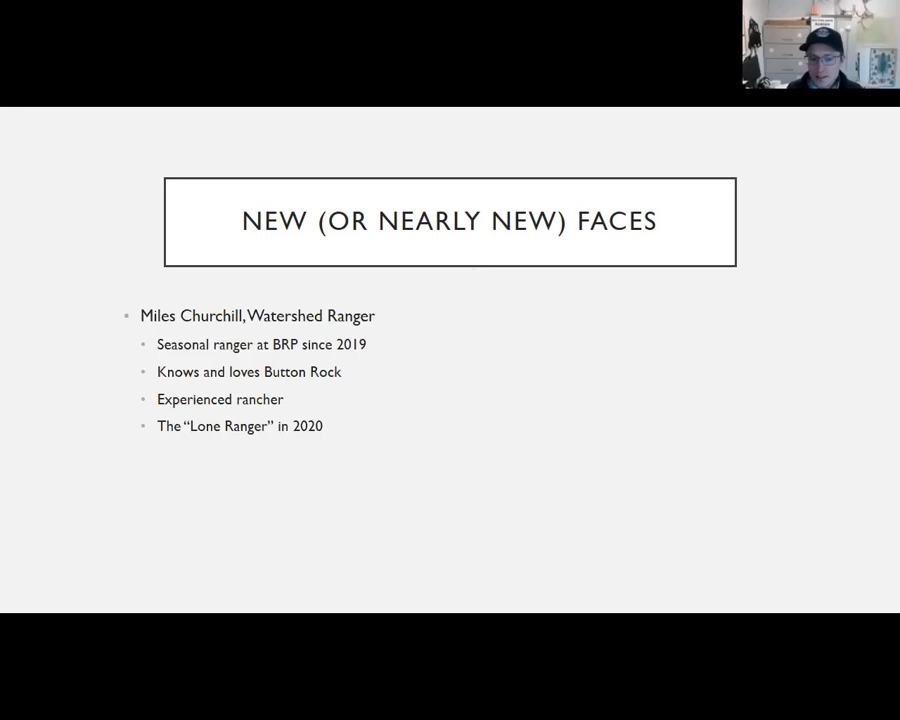 NEW (OR NEARLY NEW) FACES
Miles Churchill, Watershed Ranger
Seasonal ranger at BRP since 2019
Knows and loves Button Rock
Experienced rancher
The “Lone Ranger” in 2020